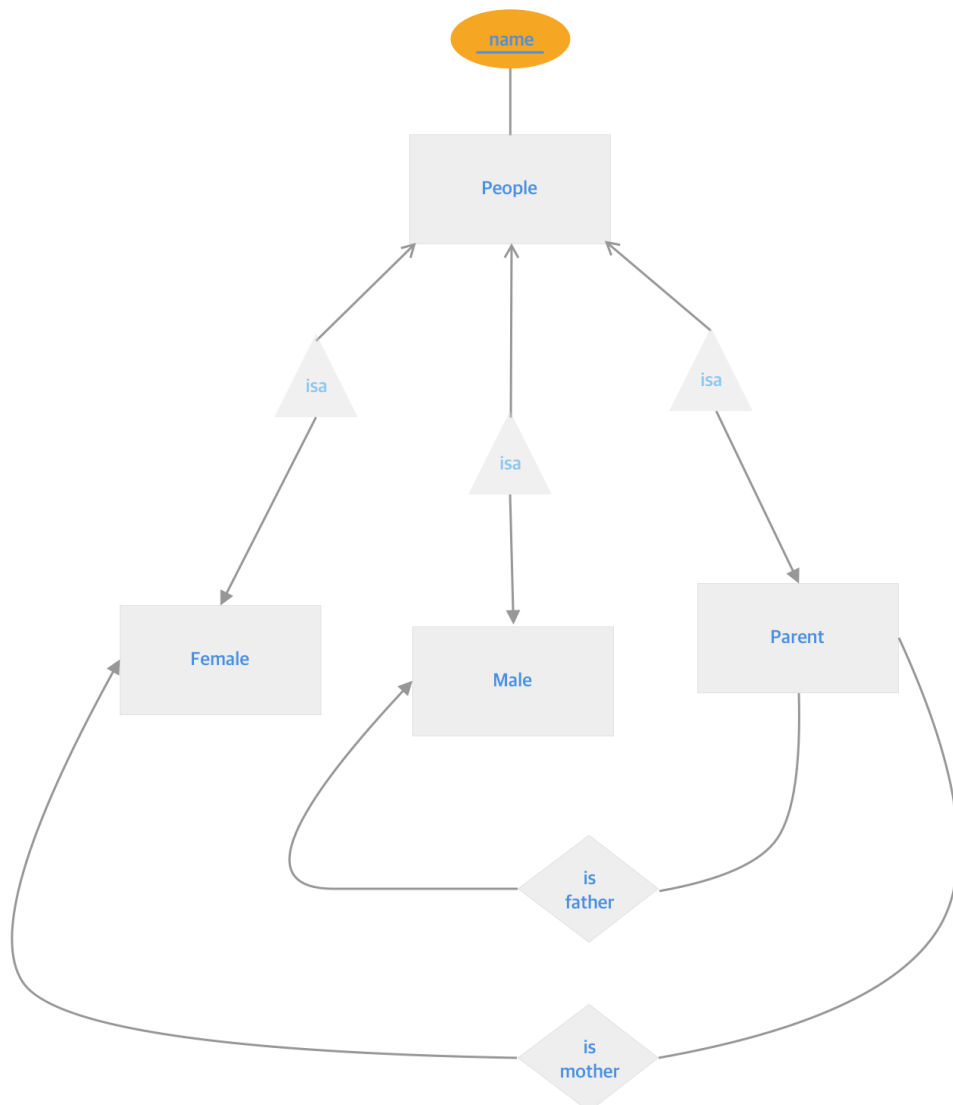 name
People
isa
isa
isa
Female
Male
Parent
is
father
is
mother